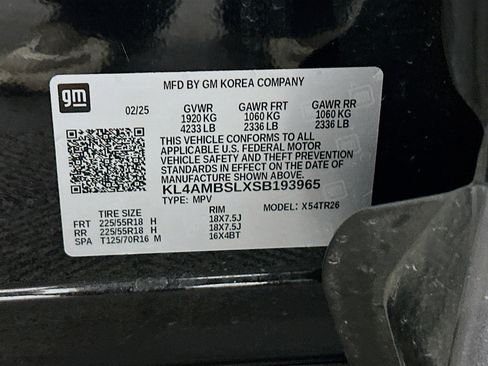 gm
MFD BY GM KOREA COMPANY
02/25 GVWR GAWR FRT GAWR RR
1920 KG 1060 KG 1060 KG
4233 LB 2336 LB 2336 LB
THIS VEHICLE CONFORMS TO ALL
APPLICABLE U.S. FEDERAL MOTOR
VEHICLE SAFETY AND THEFT
PREVENTION STANDARDS IN
EFFECT ON THE DATE OF
MANUFACTURE SHOWN ABOVE.
KL4AMBSLXSB193965
TYPE: MPV MODEL: X54TR26
TIRE SIZE RIM
FRT 225/55R18 H 18X7.5J
RR 225/55R18 H 18X7.5J
SPA T125/70R16 M 16X4BT